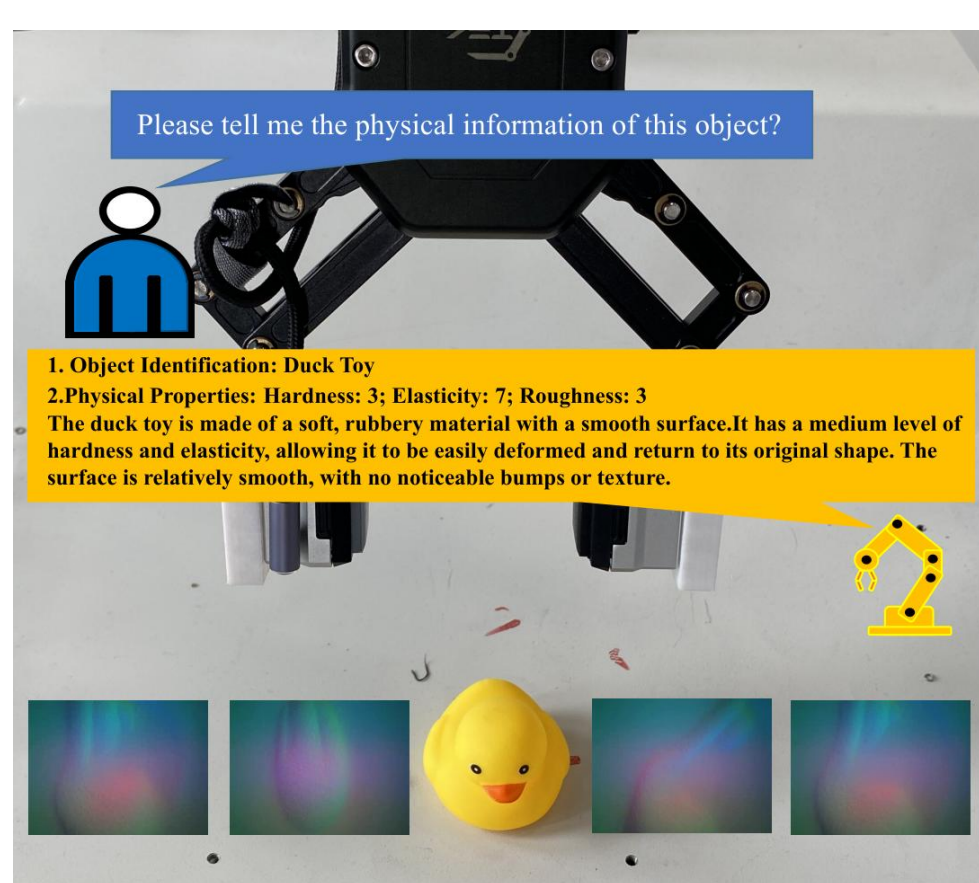 Please tell me the physical information of this object?
1. Object Identification: Duck Toy
2.Physical Properties: Hardness: 3; Elasticity: 7; Roughness: 3
The duck toy is made of a soft, rubbery material with a smooth surface.It has a medium level of
hardness and elasticity, allowing it to be easily deformed and return to its original shape. The
surface is relatively smooth, with no noticeable bumps or texture.